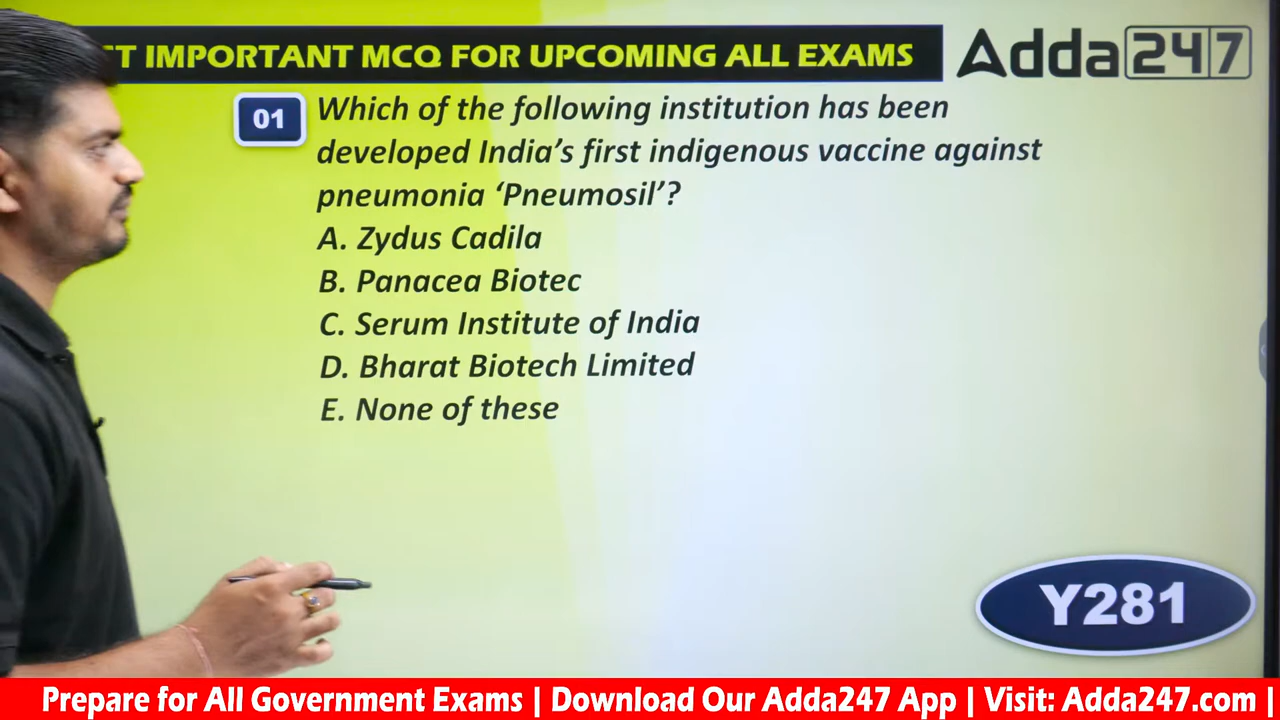 T IMPORTANT MCQ FOR UPCOMING ALL EXAMS
Adda247
01
Which of the following institution has been
developed India's first indigenous vaccine against
pneumonia 'Pneumosil'?
A. Zydus Cadila
B. Panacea Biotec
C. Serum Institute of India
D. Bharat Biotech Limited
E. None of these
Y281
Prepare for All Government Exams | Download Our Adda247 App | Visit: Adda247.com |